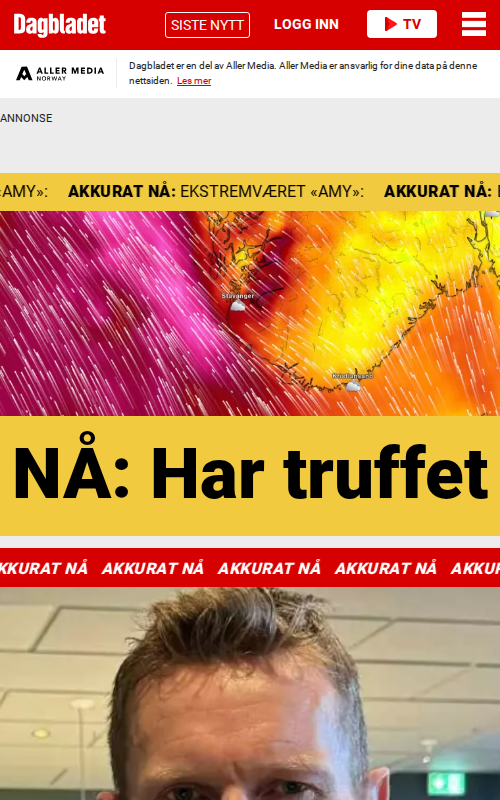 Dagbladet
SISTE NYTT
LOGG INN
TV
ALLER MEDIA
NORWAY
Dagbladet er en del av Aller Media. Aller Media er ansvarlig for dine data på denne
nettsiden. Les mer
ANNONSE
«AMY»: AKKURAT NÅ: EKSTREMVÆRET «AMY»: AKKURAT NÅ:
Stavanger
Kristiansand
NÅ: Har truffet
AKKURAT NÅ AKKURAT NÅ AKKURAT NÅ AKKURAT NÅ